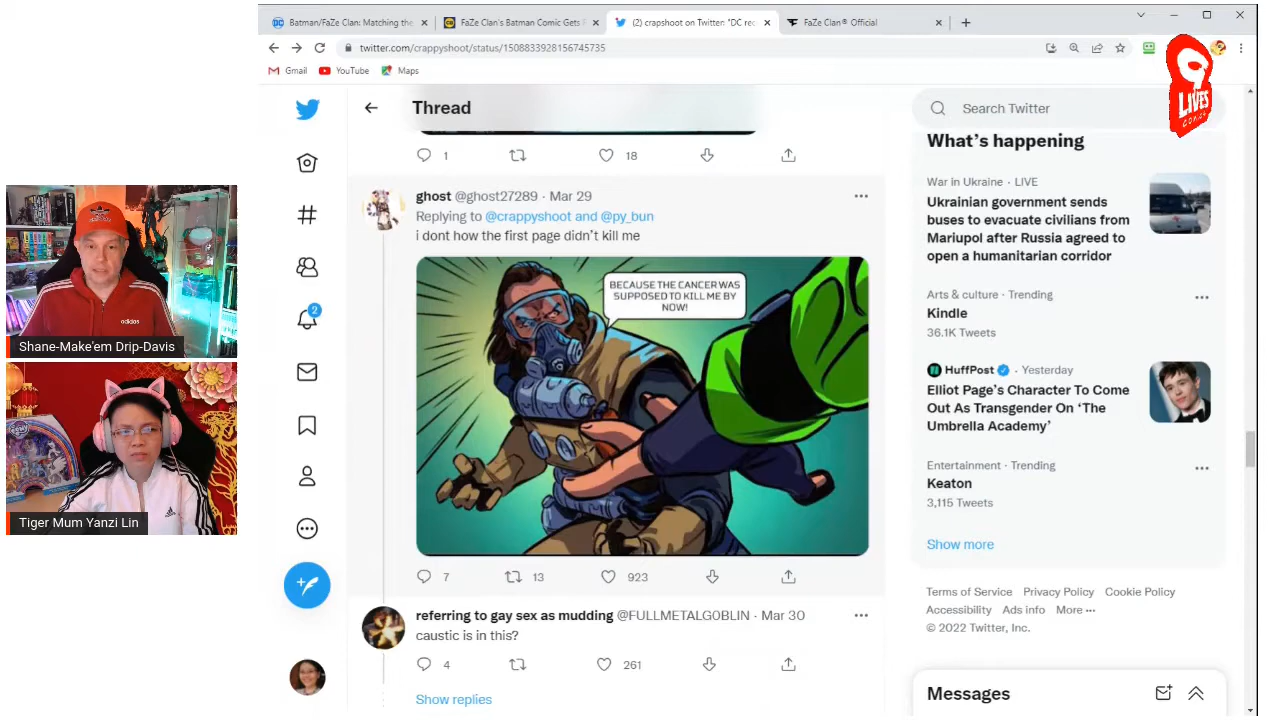 Batman/FaZe Clan: Matching the
FaZe Clan's Batman Comic Gets F
(2) crapshoot on Twitter: "DC rec
FaZe Clan® Official
twitter.com/crappyshoot/status/1508833928156745735
Gmail
YouTube
Maps
9
LIVES
comics
Thread
Search Twitter
1
18
What's happening
War in Ukraine · LIVE
Ukrainian government sends
buses to evacuate civilians from
Mariupol after Russia agreed to
open a humanitarian corridor
Arts & culture · Trending
Kindle
36.1K Tweets
HuffPost · Yesterday
Elliot Page's Character To Come
Out As Transgender On 'The
Umbrella Academy'
Entertainment · Trending
Keaton
3,115 Tweets
Show more
Terms of Service Privacy Policy Cookie Policy
Accessibility Ads info More ···
© 2022 Twitter, Inc.
Messages
ghost @ghost27289 · Mar 29
Replying to @crappyshoot and @py_bun
i dont how the first page didn't kill me
BECAUSE THE CANCER WAS
SUPPOSED TO KILL ME BY
NOW!
7
13
923
referring to gay sex as mudding @FULLMETALG0BLIN · Mar 30
caustic is in this?
4
261
Show replies
2
adidas
Shane-Make'em Drip-Davis
Tiger Mum Yanzi Lin